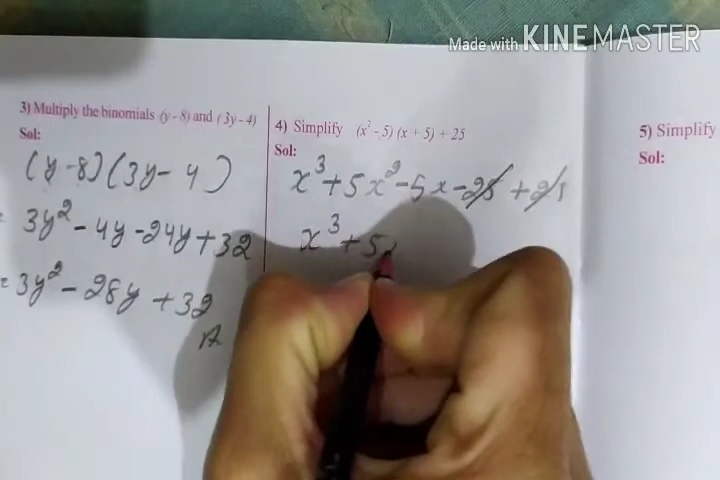 Made with KINEMASTER
3) Multiply the binomials (y - 8) and ( 3y - 4)
Sol:
(y -8) (3y - 4 )
= 3y² - 4y - 24y + 32
= 3y² - 28y + 32
4) Simplify (x² - 5) (x + 5) + 25
Sol:
x³ + 5x² - 5x - 25 + 25
x³ + 5x
5) Simplify
Sol: